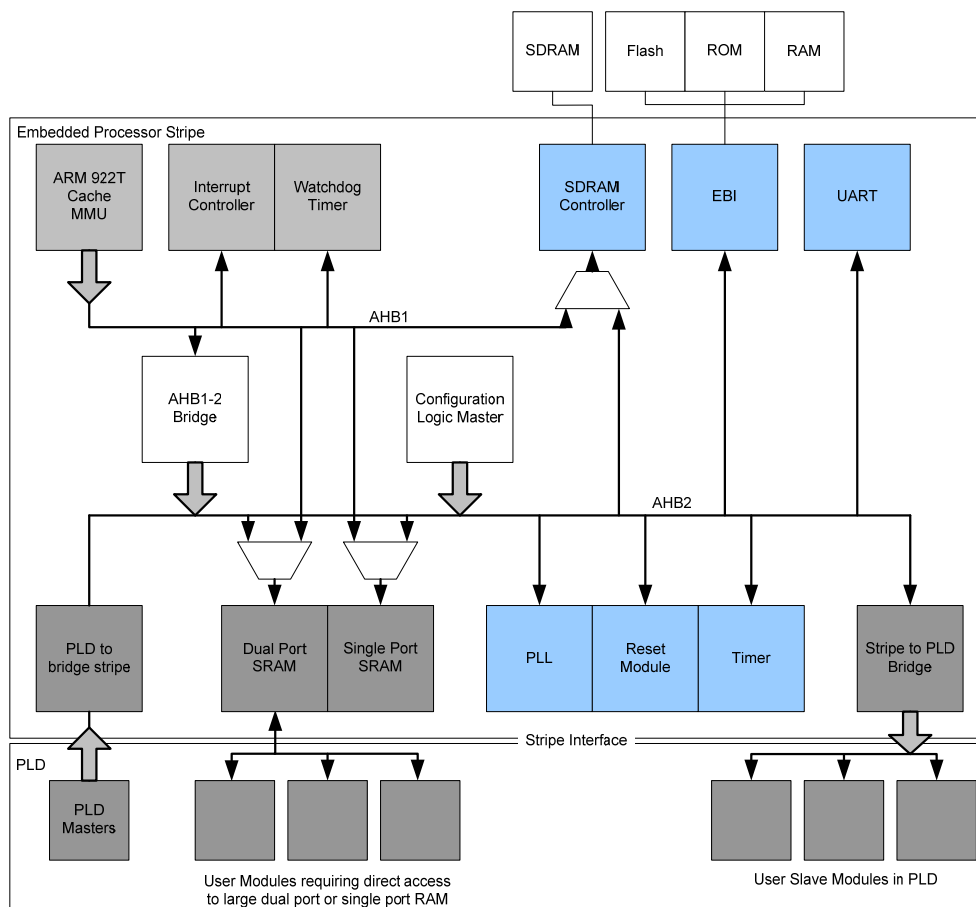 SDRAM
Flash
ROM
RAM
Embedded Processor Stripe
ARM 922T
Cache
MMU
Interrupt
Controller
Watchdog
Timer
SDRAM
Controller
EBI
UART
AHB1
AHB1-2
Bridge
Configuration
Logic Master
AHB2
PLD to
bridge stripe
Dual Port
SRAM
Single Port
SRAM
PLL
Reset
Module
Timer
Stripe to PLD
Bridge
Stripe Interface
PLD
PLD
Masters
User Modules requiring direct access
to large dual port or single port RAM
User Slave Modules in PLD